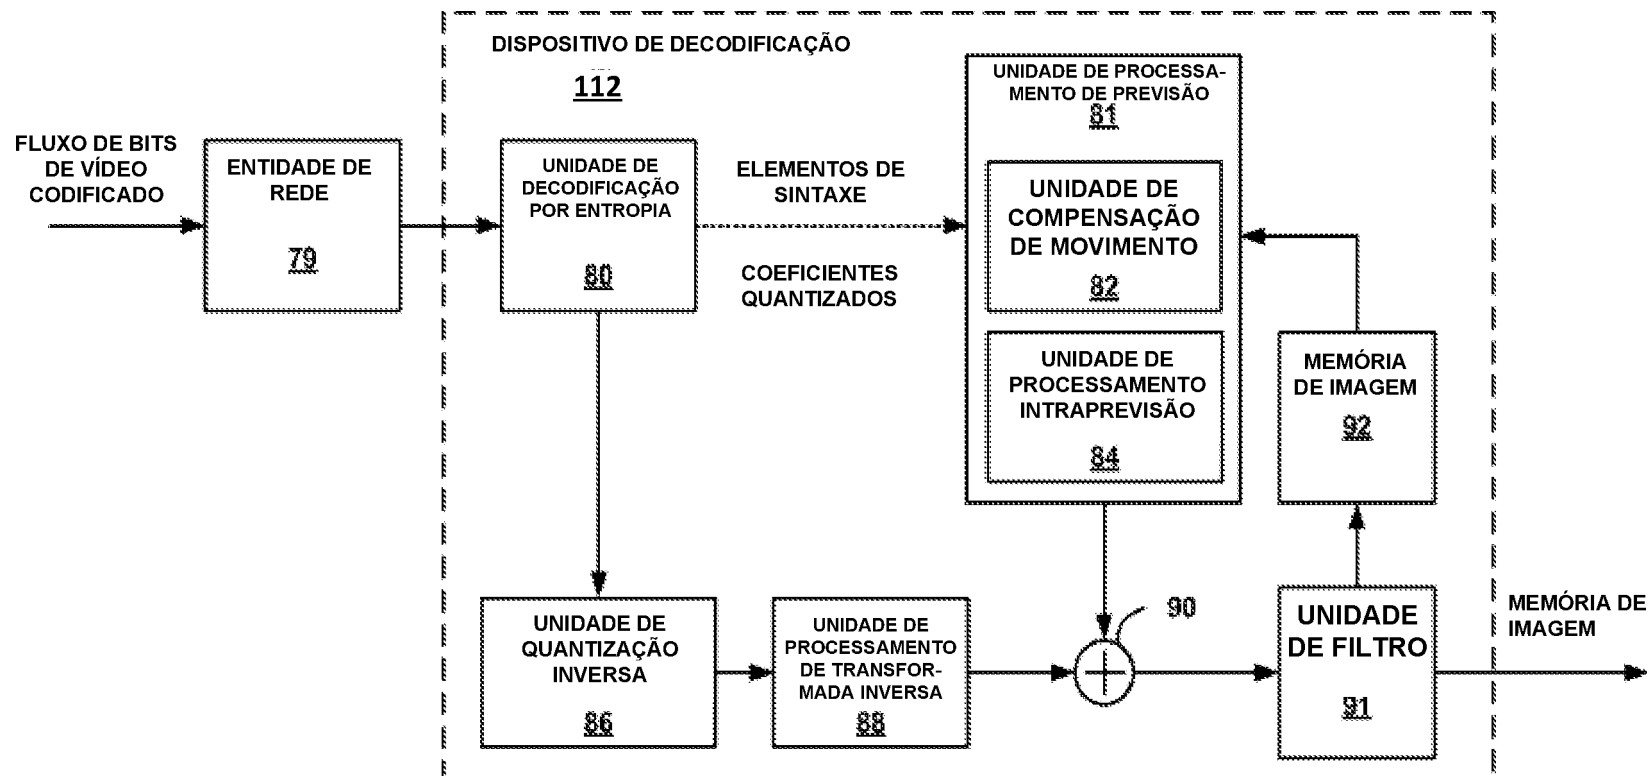 DISPOSITIVO DE DECODIFICAÇÃO
112
FLUXO DE BITS
DE VÍDEO
CODIFICADO
ENTIDADE DE
REDE
79
UNIDADE DE
DECODIFICAÇÃO
POR ENTROPIA
80
ELEMENTOS DE
SINTAXE
COEFICIENTES
QUANTIZADOS
UNIDADE DE PROCESSA-
MENTO DE PREVISÃO
81
UNIDADE DE
COMPENSAÇÃO
DE MOVIMENTO
82
UNIDADE DE
PROCESSAMENTO
INTRAPREVISÃO
84
MEMÓRIA
DE IMAGEM
92
UNIDADE DE
QUANTIZAÇÃO
INVERSA
86
UNIDADE DE
PROCESSAMENTO
DE TRANSFOR-
MADA INVERSA
88
90
UNIDADE
DE FILTRO
91
MEMÓRIA DE
IMAGEM